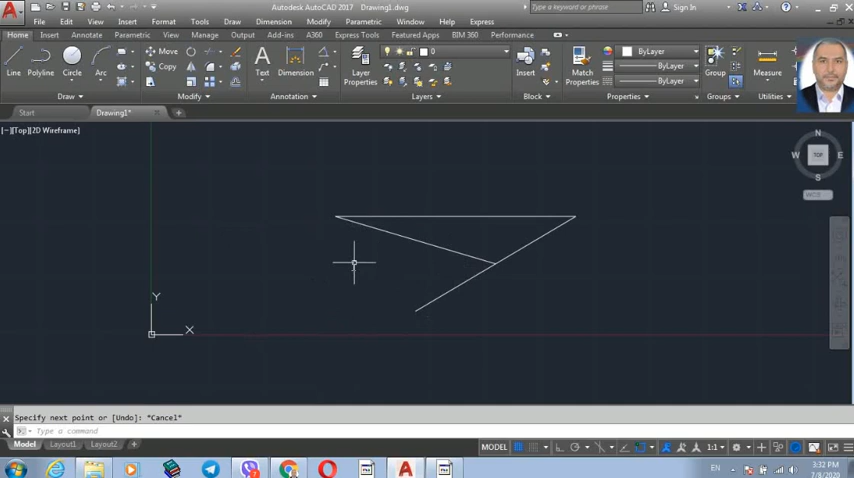 Autodesk AutoCAD 2017 Drawing1.dwg
Type a keyword or phrase
Sign In
File Edit View Insert Format Tools Draw Dimension Modify Parametric Window Help Express
Home Insert Annotate Parametric View Manage Output Add-ins A360 Express Tools Featured Apps BIM 360 Performance
Line Polyline Circle Arc
Move
Copy
Text Dimension
Layer Properties
0
Insert
Match Properties
ByLayer
ByLayer
ByLayer
Group
Measure
Draw Modify Annotation Layers Block Properties Groups Utilities
Start Drawing1*
[−][Top][2D Wireframe]
N
W TOP E
S
WCS
Y
X
Specify next point or [Undo]: *Cancel*
Type a command
Model Layout1 Layout2
MODEL 1:1
EN
3:32 PM
7/8/2020